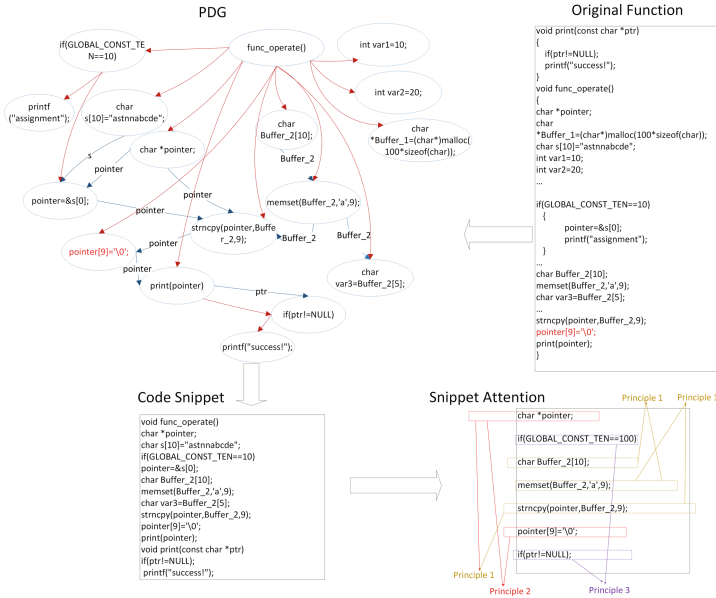 PDG
if(GLOBAL_CONST_TE
N==10)
func_operate()
int var1=10;
int var2=20;
printf
("assignment");
char
s[10]="astnnabcde";
char
Buffer_2[10];
char
*Buffer_1=(char*)malloc(
100*sizeof(char));
char *pointer;
s
pointer
Buffer_2
pointer=&s[0];
pointer
memset(Buffer_2,'a',9);
pointer
strncpy(pointer,Buffe
r_2,9);
Buffer_2
Buffer_2
pointer
pointer[9]='\0';
pointer
char
var3=Buffer_2[5];
print(pointer)
ptr
if(ptr!=NULL)
printf("success!");
Original Function
void print(const char *ptr)
{
if(ptr!=NULL);
printf("success!");
}
void func_operate()
{
char *pointer;
char
*Buffer_1=(char*)malloc(100*sizeof(char));
char s[10]="astnnabcde";
int var1=10;
int var2=20;
...
if(GLOBAL_CONST_TEN==10)
{
pointer=&s[0];
printf("assignment");
}
...
char Buffer_2[10];
memset(Buffer_2,'a',9);
char var3=Buffer_2[5];
...
strncpy(pointer,Buffer_2,9);
pointer[9]='\0';
print(pointer);
}
Code Snippet
void func_operate()
char *pointer;
char s[10]="astnnabcde";
if(GLOBAL_CONST_TEN==10)
pointer=&s[0];
char Buffer_2[10];
memset(Buffer_2,'a',9);
char var3=Buffer_2[5];
strncpy(pointer,Buffer_2,9);
pointer[9]='\0';
print(pointer);
void print(const char *ptr)
if(ptr!=NULL);
printf("success!");
Snippet Attention
Principle 1
Principle 1
char *pointer;
if(GLOBAL_CONST_TEN==100)
char Buffer_2[10];
memset(Buffer_2,'a',9);
strncpy(pointer,Buffer_2,9);
pointer[9]='\0';
if(ptr!=NULL);
Principle 1
Principle 2
Principle 3